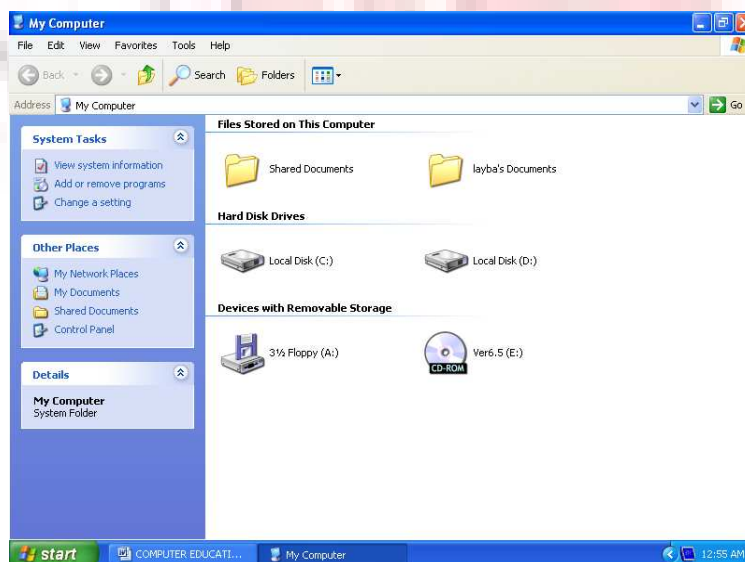 My Computer
File Edit View Favorites Tools Help
Back Search Folders
Address My Computer Go
System Tasks
View system information
Add or remove programs
Change a setting
Other Places
My Network Places
My Documents
Shared Documents
Control Panel
Details
My Computer
System Folder
Files Stored on This Computer
Shared Documents layba's Documents
Hard Disk Drives
Local Disk (C:) Local Disk (D:)
Devices with Removable Storage
3½ Floppy (A:) CD-ROM Ver6.5 (E:)
start COMPUTER EDUCATI... My Computer 12:55 AM